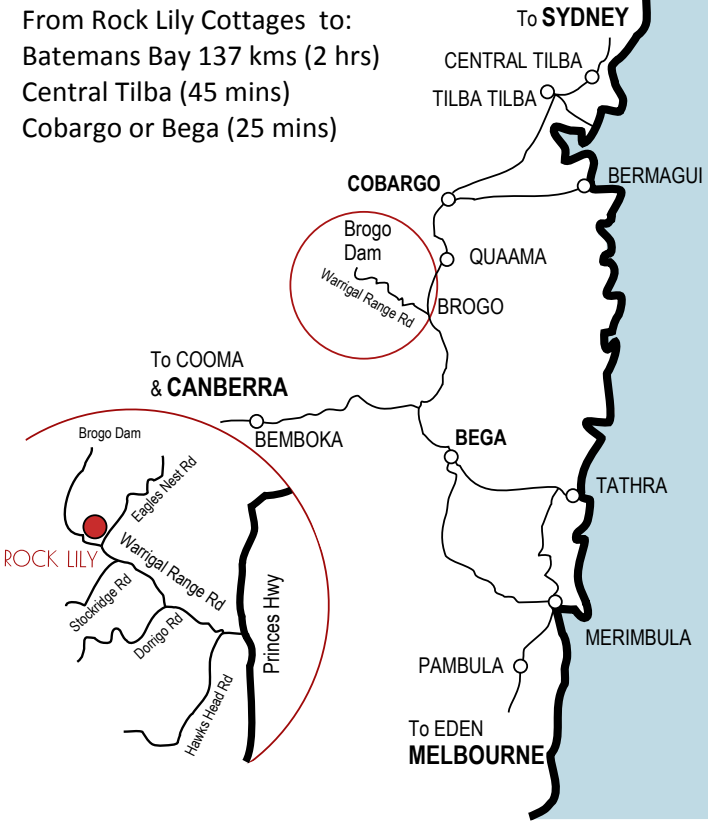 From Rock Lily Cottages to:
Batemans Bay 137 kms (2 hrs)
Central Tilba (45 mins)
Cobargo or Bega (25 mins)
To SYDNEY
CENTRAL TILBA
TILBA TILBA
COBARGO
BERMAGUI
Brogo
Dam
QUAAMA
Warrigal Range Rd
BROGO
To COOMA
& CANBERRA
BEMBOKA
BEGA
TATHRA
Brogo Dam
Eagles Nest Rd
ROCK LILY
Warrigal Range Rd
Stockridge Rd
Dorrigo Rd
Princes Hwy
Hawks Head Rd
MERIMBULA
PAMBULA
To EDEN
MELBOURNE